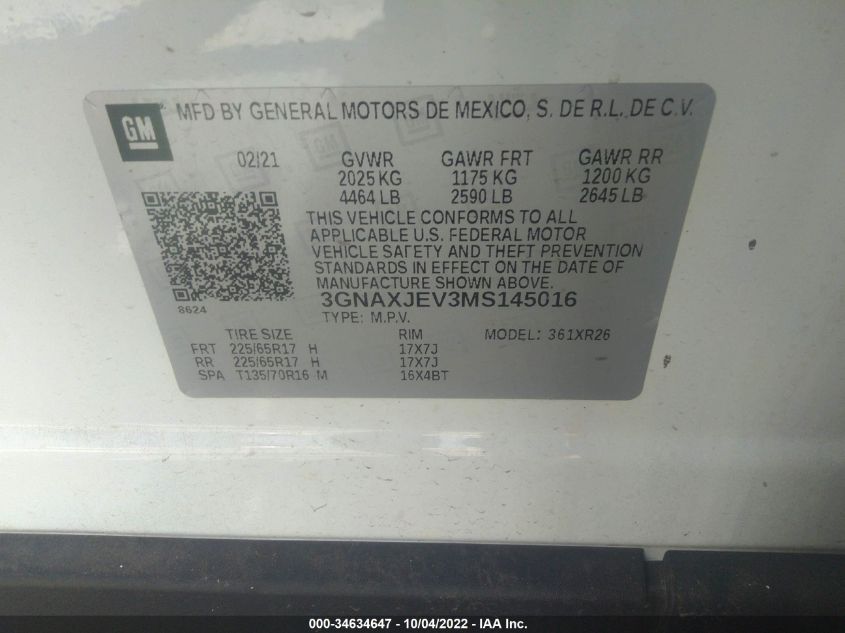 GM MFD BY GENERAL MOTORS DE MEXICO, S. DE R.L. DE C.V.
02/21 GVWR GAWR FRT GAWR RR
2025 KG 1175 KG 1200 KG
4464 LB 2590 LB 2645 LB
THIS VEHICLE CONFORMS TO ALL
APPLICABLE U.S. FEDERAL MOTOR
VEHICLE SAFETY AND THEFT PREVENTION
STANDARDS IN EFFECT ON THE DATE OF
MANUFACTURE SHOWN ABOVE.
8624 3GNAXJEV3MS145016
TYPE: M.P.V.
TIRE SIZE RIM MODEL: 361XR26
FRT 225/65R17 H 17X7J
RR 225/65R17 H 17X7J
SPA T135/70R16 M 16X4BT
000-34634647 - 10/04/2022 - IAA Inc.